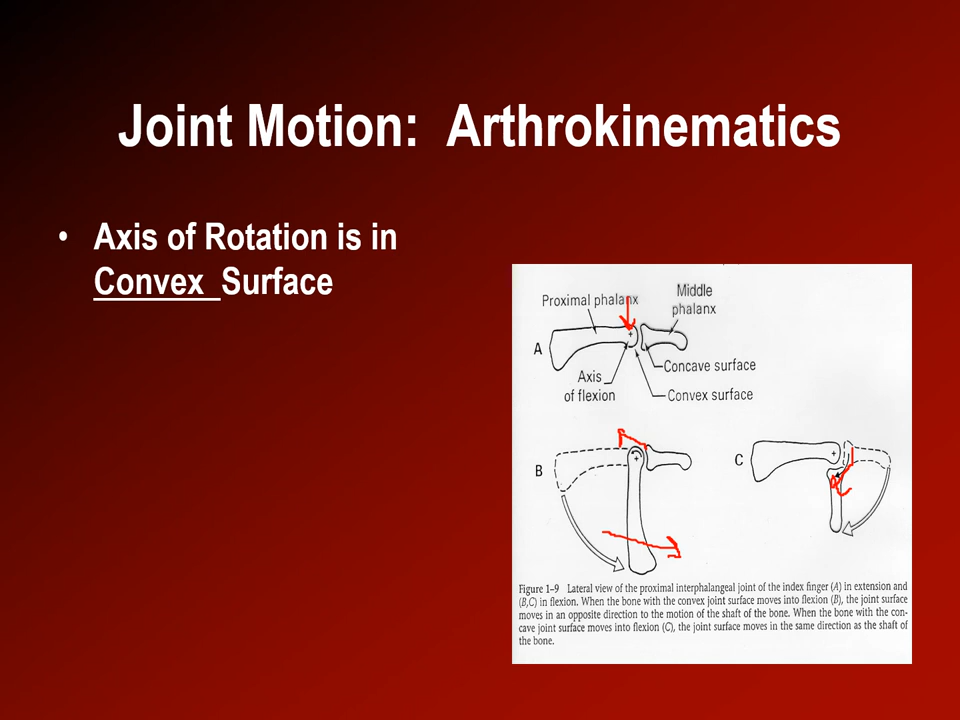 Joint Motion: Arthrokinematics
• Axis of Rotation is in
Convex Surface
Proximal phalanx
Middle
phalanx
A
Concave surface
Axis
of flexion
Convex surface
B
C
Figure 1–9 Lateral view of the proximal interphalangeal joint of the index finger (A) in extension and
(B,C) in flexion. When the bone with the convex joint surface moves into flexion (B), the joint surface
moves in an opposite direction to the motion of the shaft of the bone. When the bone with the con-
cave joint surface moves into flexion (C), the joint surface moves in the same direction as the shaft of
the bone.